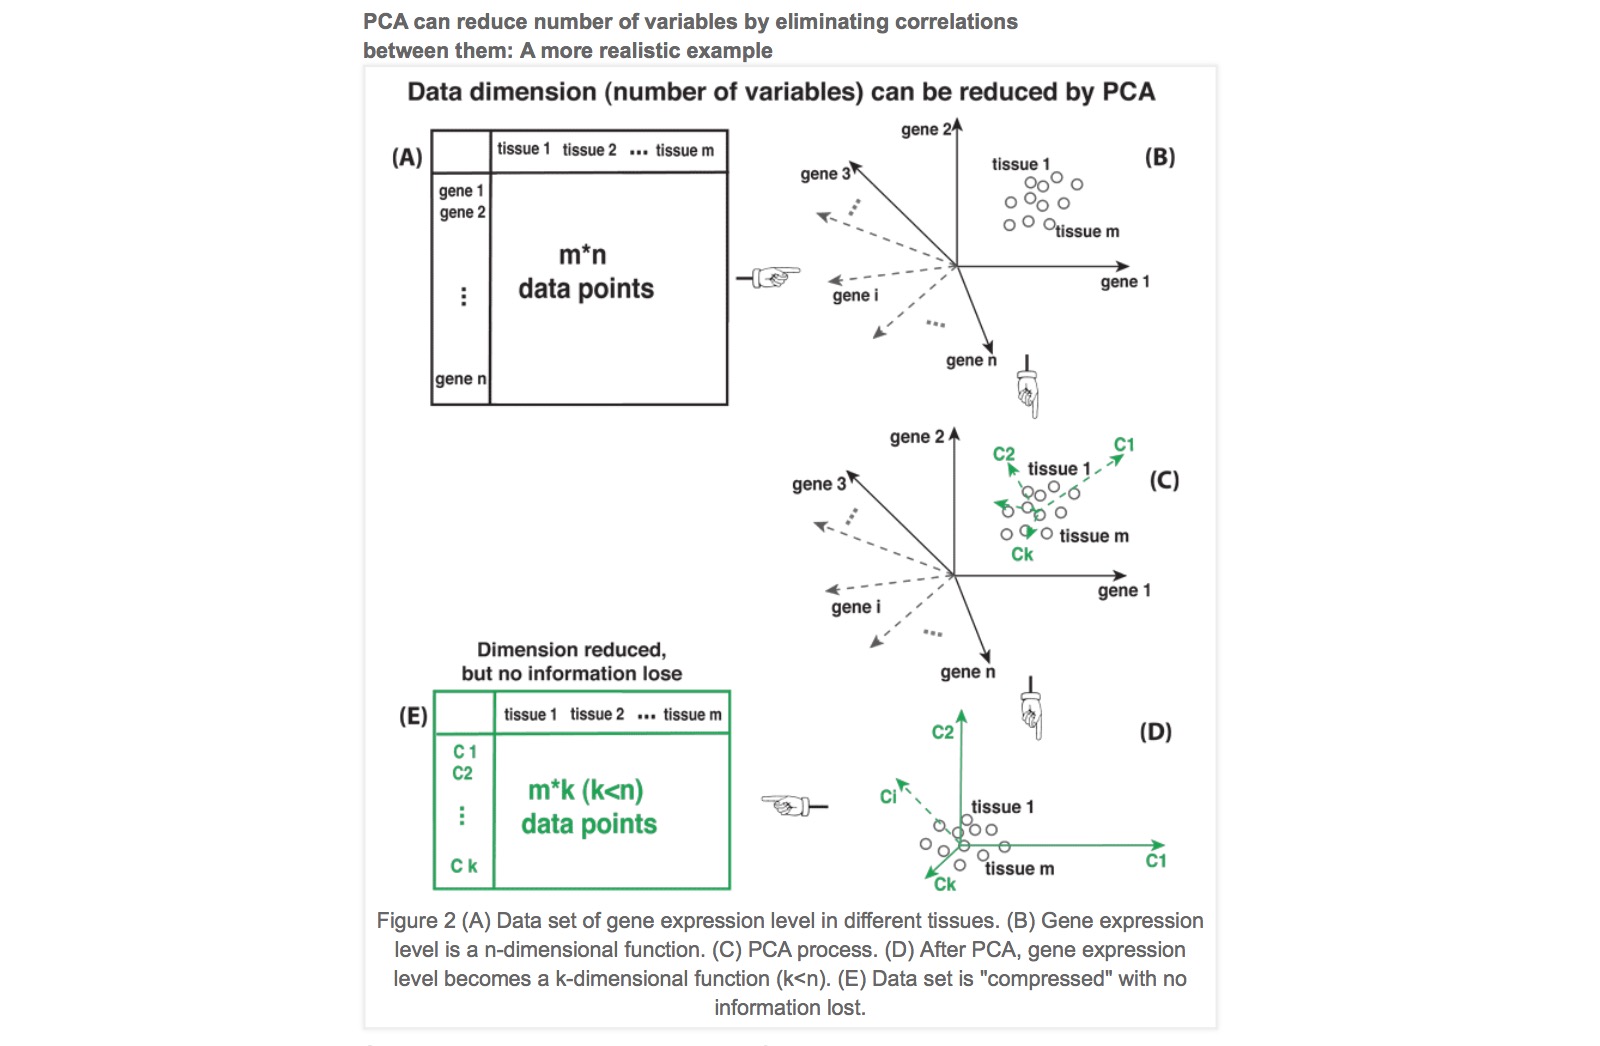 PCA can reduce number of variables by eliminating correlations
between them: A more realistic example
Data dimension (number of variables) can be reduced by PCA
(A)
tissue 1 tissue 2 ... tissue m
gene 1
gene 2
⋮
gene n
m*n
data points
(B)
gene 2
gene 3
...
tissue 1
tissue m
gene 1
gene i
...
gene n
(C)
gene 2
gene 3
...
C2
C1
tissue 1
tissue m
Ck
gene 1
gene i
...
gene n
(D)
C2
Ci
tissue 1
tissue m
C1
Ck
Dimension reduced,
but no information lose
(E)
tissue 1 tissue 2 ... tissue m
C 1
C2
⋮
C k
m*k (k<n)
data points
Figure 2 (A) Data set of gene expression level in different tissues. (B) Gene expression
level is a n-dimensional function. (C) PCA process. (D) After PCA, gene expression
level becomes a k-dimensional function (k<n). (E) Data set is "compressed" with no
information lost.